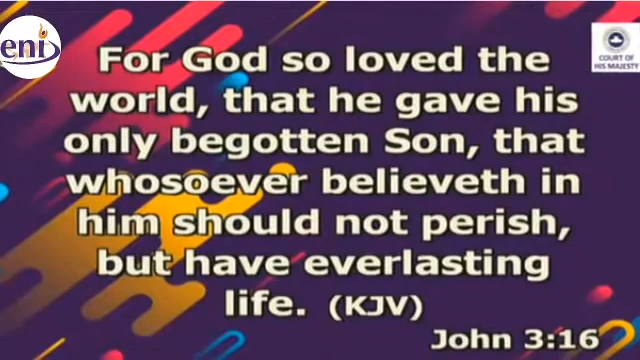 eni
COURT OF
HIS MAJESTY
For God so loved the
world, that he gave his
only begotten Son, that
whosoever believeth in
him should not perish,
but have everlasting
life. (KJV)
John 3:16